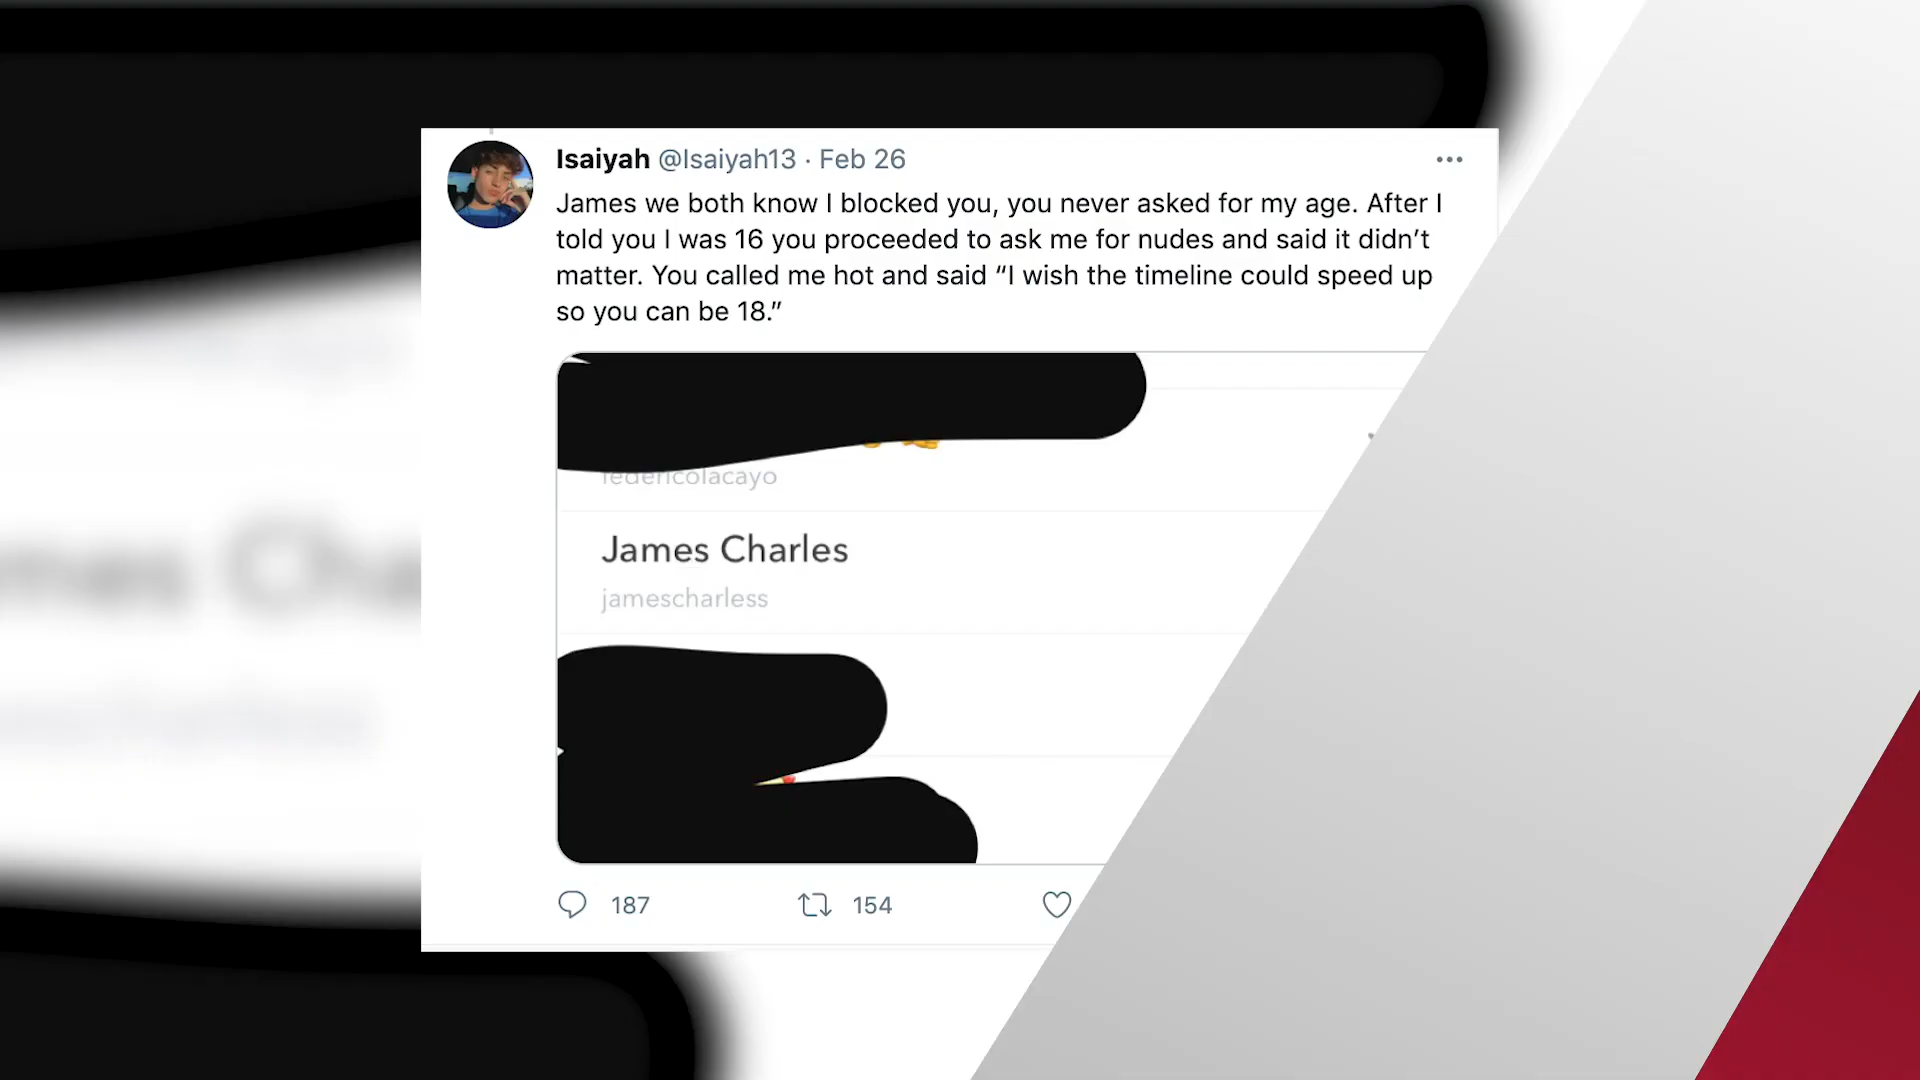 Isaiyah @Isaiyah13 · Feb 26
James we both know I blocked you, you never asked for my age. After I
told you I was 16 you proceeded to ask me for nudes and said it didn’t
matter. You called me hot and said “I wish the timeline could speed up
so you can be 18.”
federicolacayo
James Charles
jamescharless
187 154